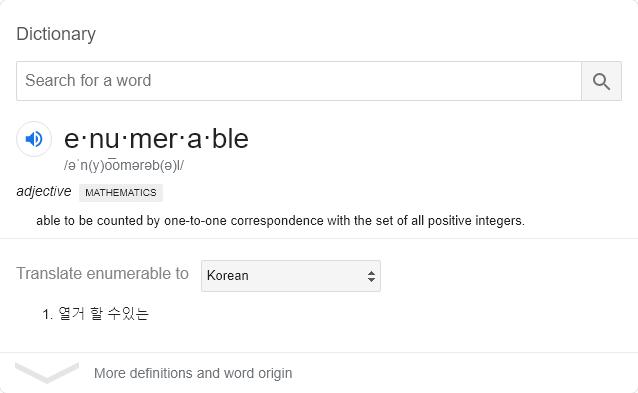 Dictionary
Search for a word
e·nu·mer·a·ble
/əˈn(y)o͞omərəb(ə)l/
adjective MATHEMATICS
able to be counted by one-to-one correspondence with the set of all positive integers.
Translate enumerable to Korean
1. 열거 할 수있는
More definitions and word origin